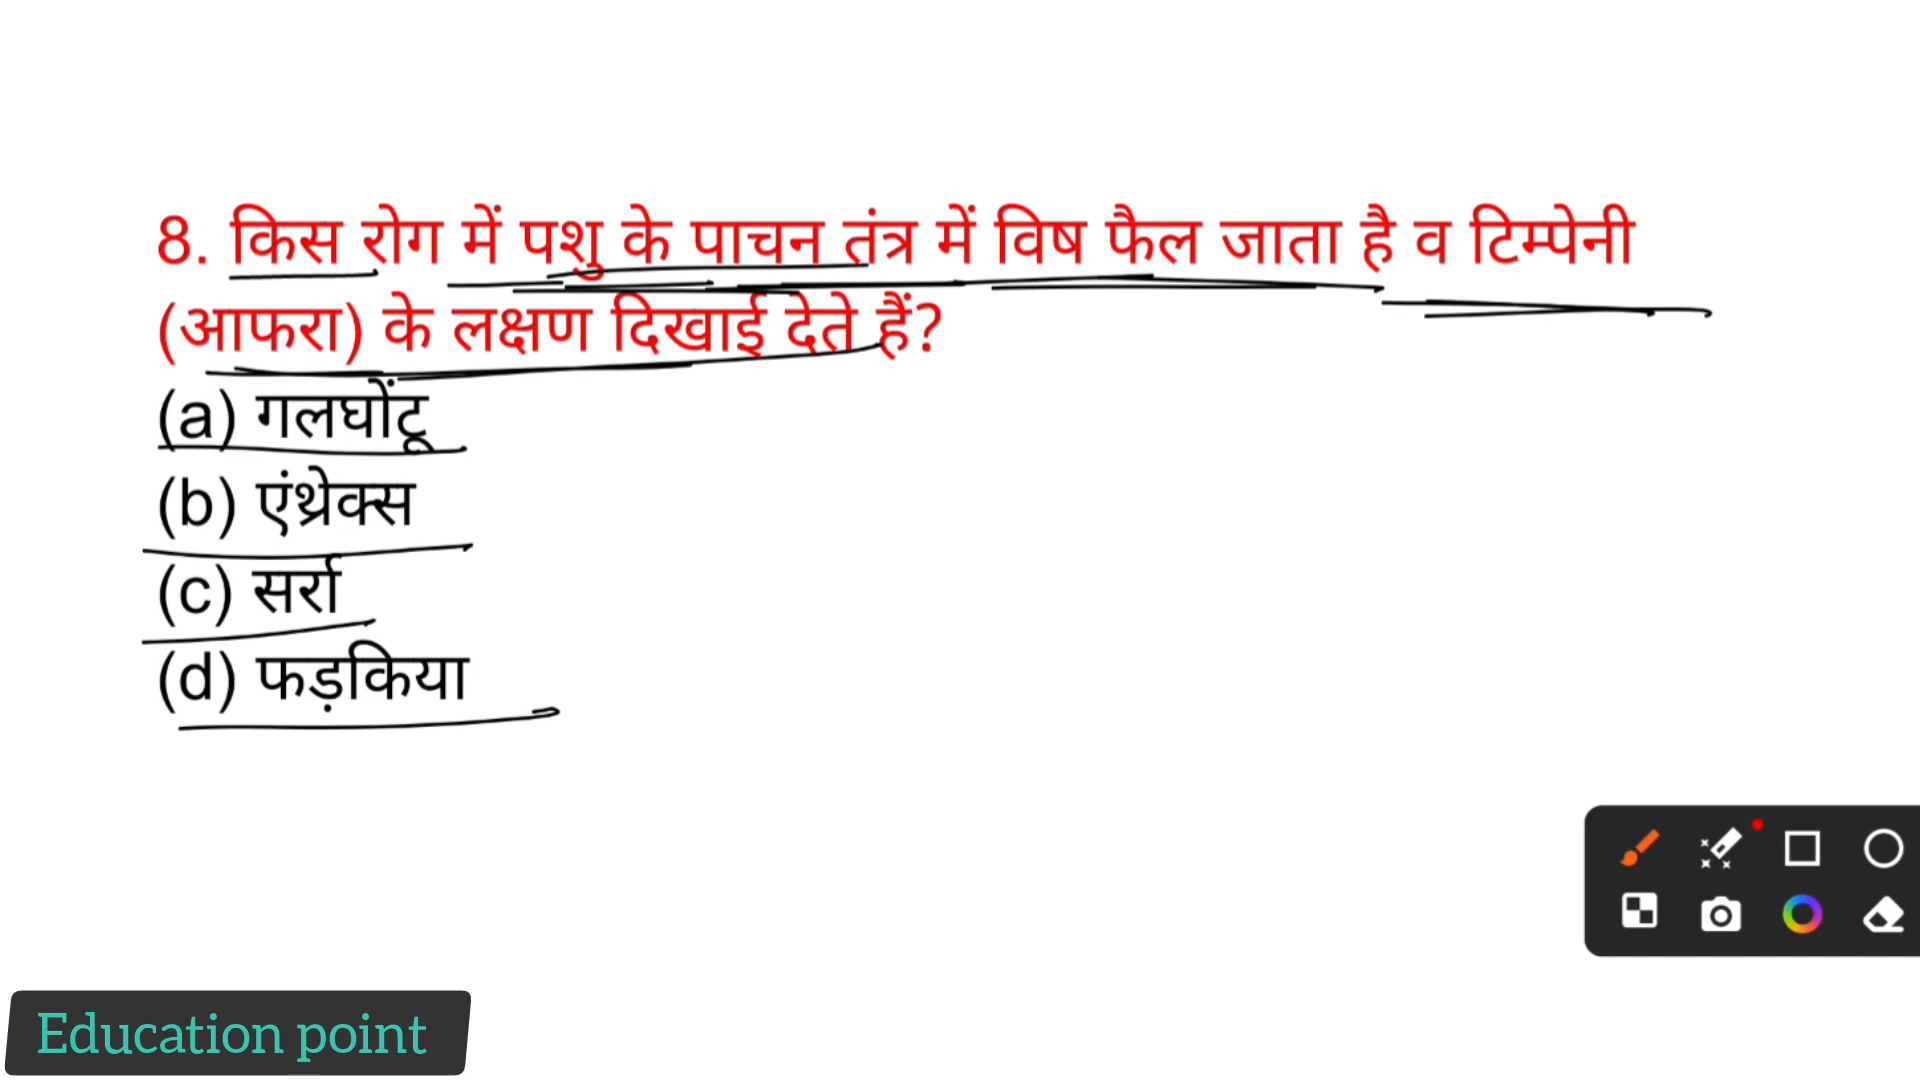 8. किस रोग में पशु के पाचन तंत्र में विष फैल जाता है व टिम्पेनी
(आफरा) के लक्षण दिखाई देते हैं?
(a) गलघोंटू
(b) एंथ्रेक्स
(c) सर्रा
(d) फड़किया
Education point